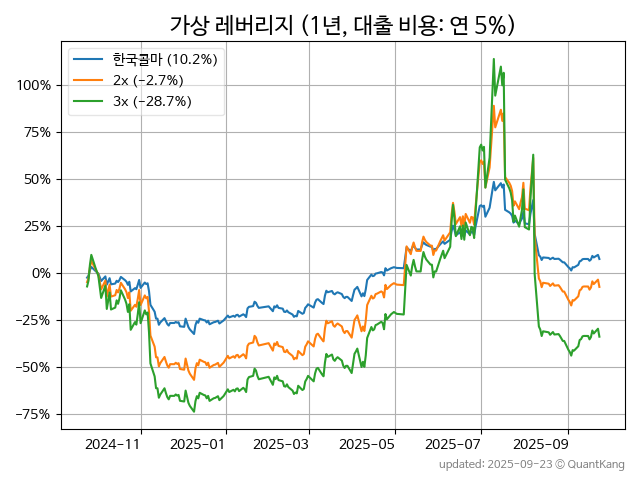 가상 레버리지 (1년, 대출 비용: 연 5%)
한국콜마 (10.2%)
2x (−2.7%)
3x (−28.7%)
100%
75%
50%
25%
0%
−25%
−50%
−75%
2024-11
2025-01
2025-03
2025-05
2025-07
2025-09
updated: 2025-09-23 © QuantKang